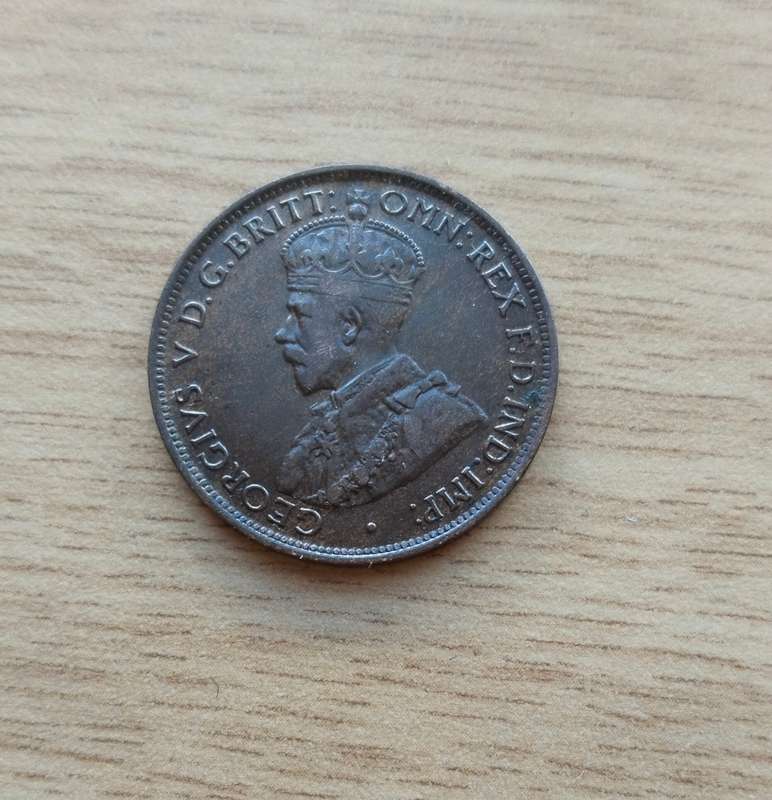 GEORGIVS V D.G.BRITT: OMN: REX F.D.IND:IMP: